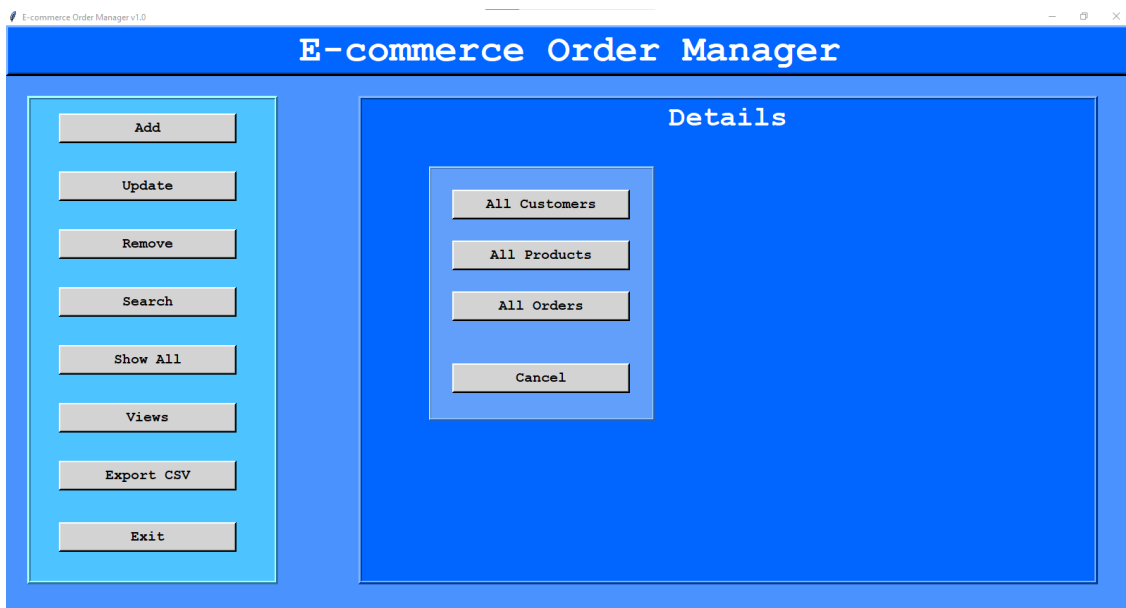 E-commerce Order Manager v1.0
E-commerce Order Manager
Add
Update
Remove
Search
Show All
Views
Export CSV
Exit
Details
All Customers
All Products
All Orders
Cancel